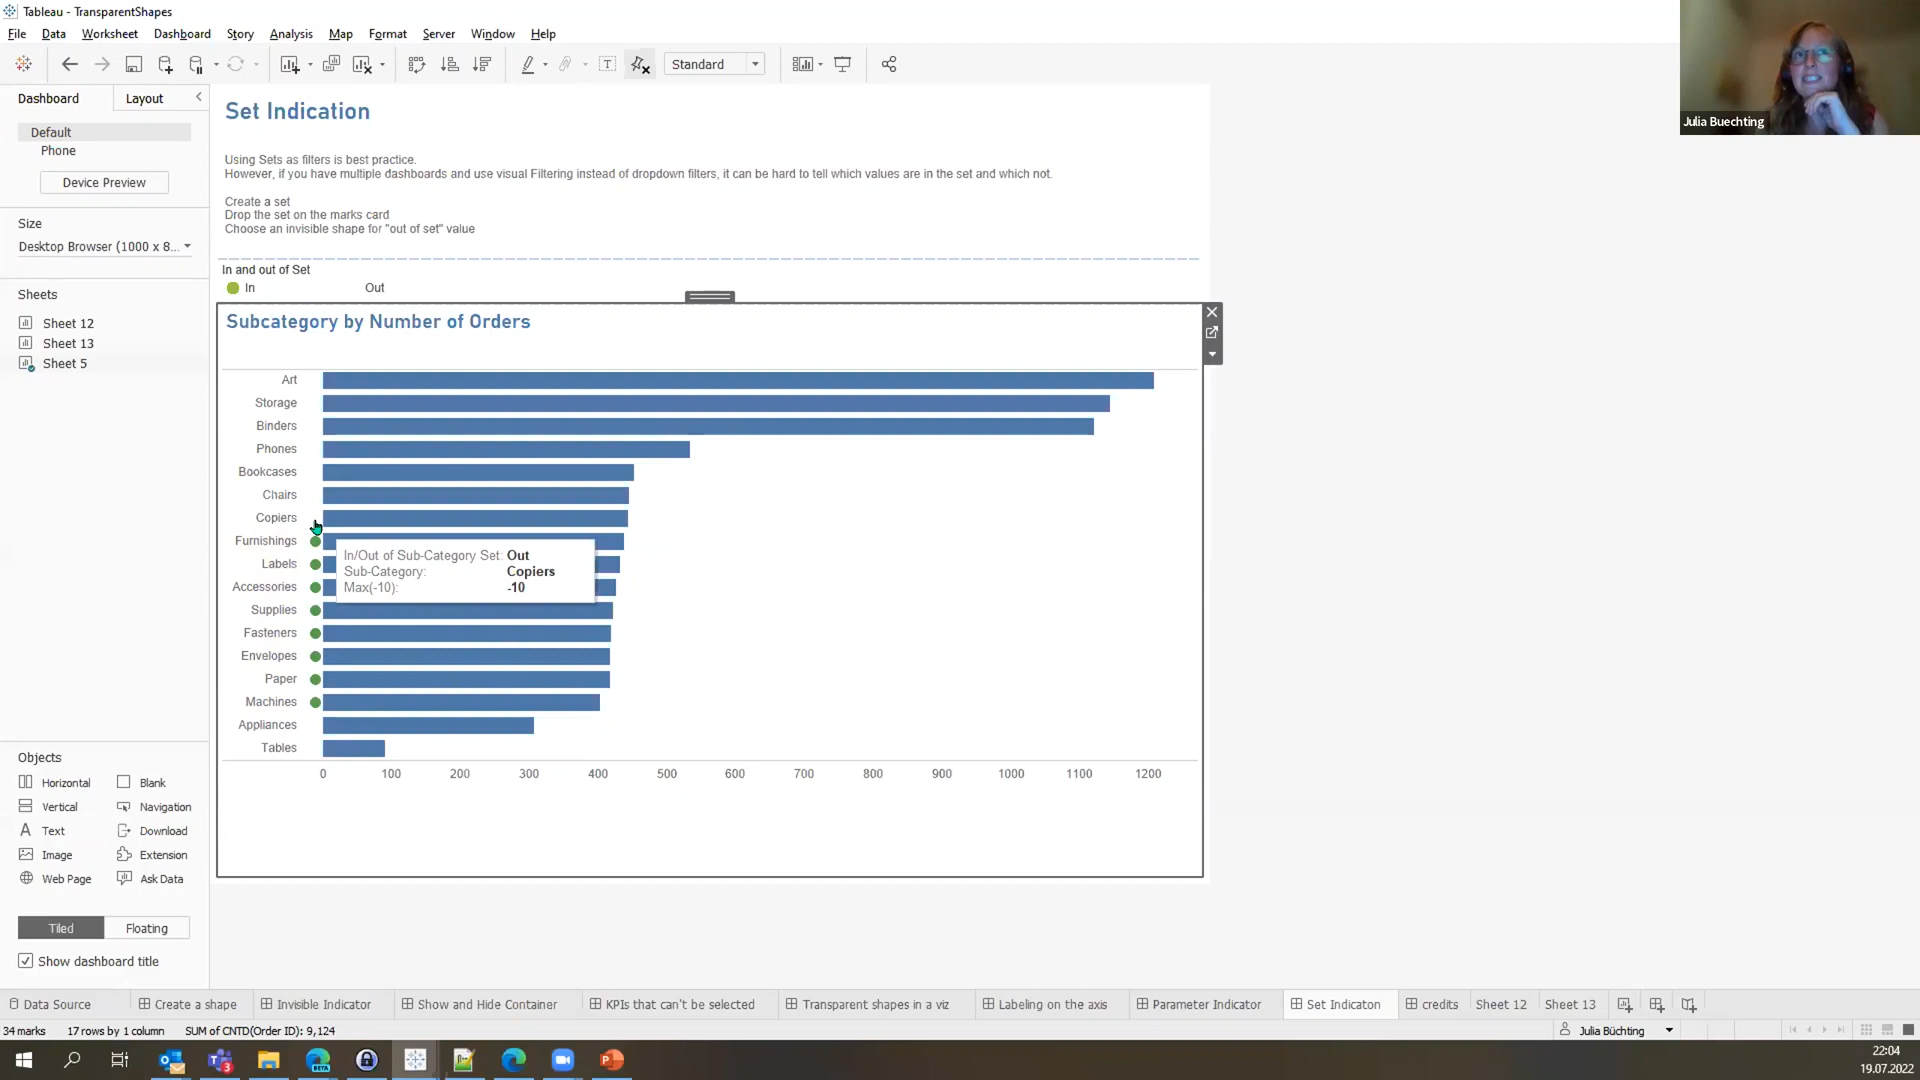 Tableau - TransparentShapes
File Data Worksheet Dashboard Story Analysis Map Format Server Window Help
Standard
Dashboard Layout
Default
Phone
Device Preview
Size
Desktop Browser (1000 x 8...
Sheets
Sheet 12
Sheet 13
Sheet 5
Objects
Horizontal Blank
Vertical Navigation
Text Download
Image Extension
Web Page Ask Data
Tiled Floating
Show dashboard title
Set Indication
Using Sets as filters is best practice.
However, if you have multiple dashboards and use visual Filtering instead of dropdown filters, it can be hard to tell which values are in the set and which not.
Create a set
Drop the set on the marks card
Choose an invisible shape for "out of set" value
In and out of Set
In Out
Subcategory by Number of Orders
Art
Storage
Binders
Phones
Bookcases
Chairs
Copiers
Furnishings
Labels
Accessories
Supplies
Fasteners
Envelopes
Paper
Machines
Appliances
Tables
In/Out of Sub-Category Set: Out
Sub-Category: Copiers
Max(-10): -10
0 100 200 300 400 500 600 700 800 900 1000 1100 1200
Julia Buechting
Data Source Create a shape Invisible Indicator Show and Hide Container KPIs that can't be selected Transparent shapes in a viz Labeling on the axis Parameter Indicator Set Indicaton credits Sheet 12 Sheet 13
34 marks 17 rows by 1 column SUM of CNTD(Order ID): 9,124 Julia Büchting
BETA
3
22:04
19.07.2022